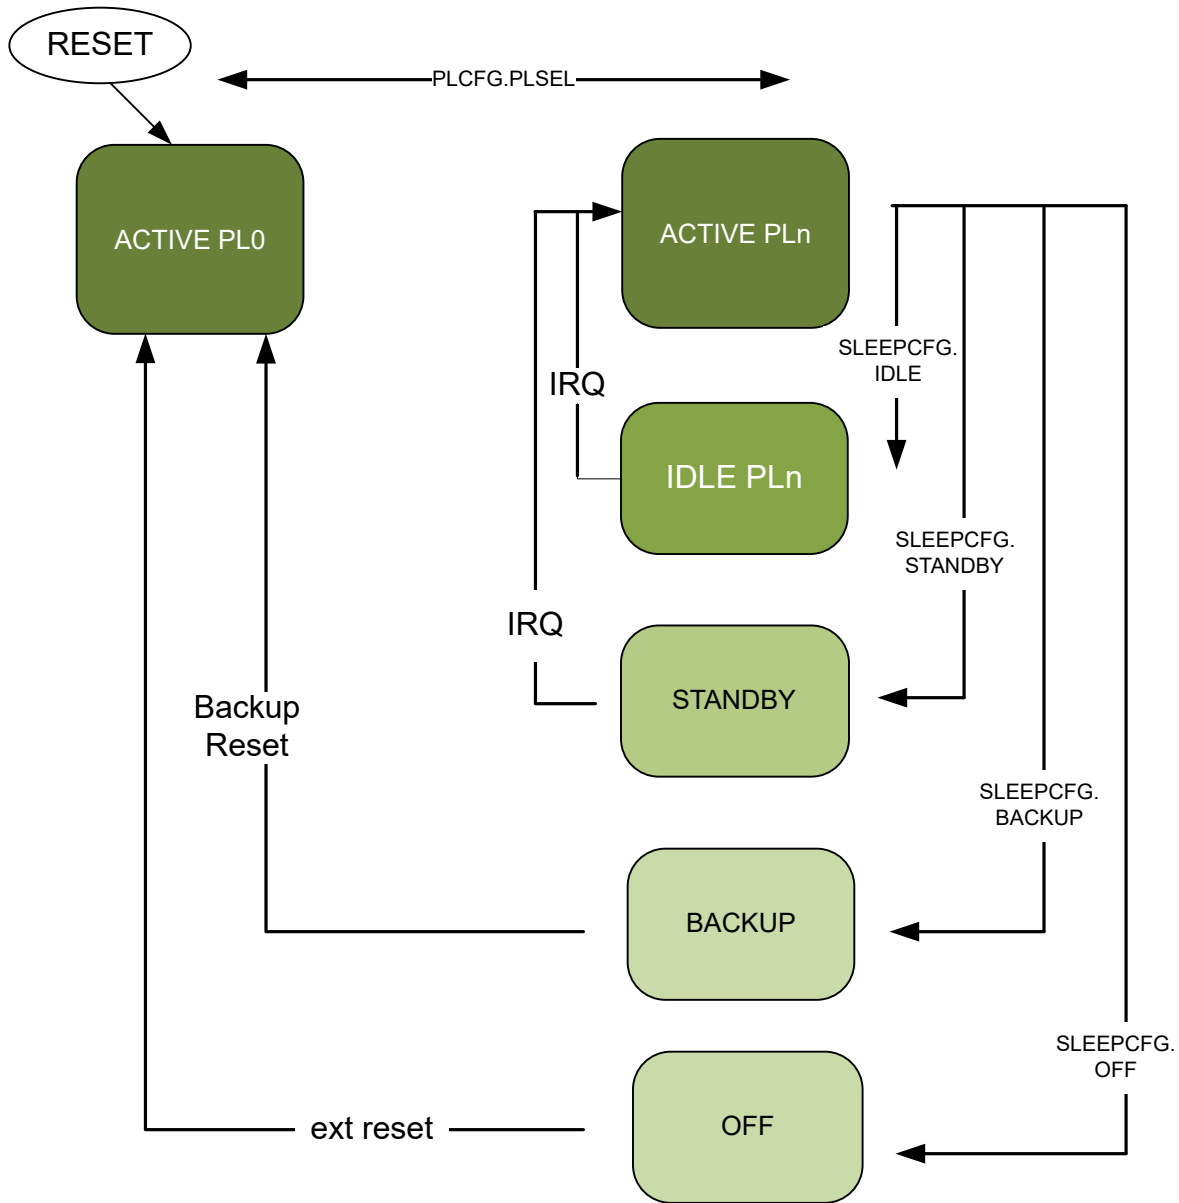 RESET
PLCFG.PLSEL
ACTIVE PL0
ACTIVE PLn
SLEEPCFG.
IDLE
IRQ
IDLE PLn
SLEEPCFG.
STANDBY
IRQ
STANDBY
Backup
Reset
SLEEPCFG.
BACKUP
BACKUP
SLEEPCFG.
OFF
ext reset
OFF